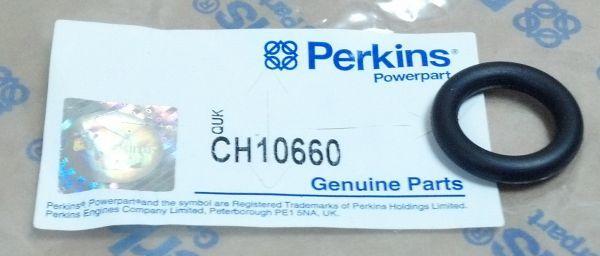 Perkins®
Powerpart
QUK
CH10660
Genuine Parts
Perkins® Powerpart® and the symbol are Registered Trademarks of Perkins Holdings Limited.
Perkins Engines Company Limited, Peterborough PE1 5NA, UK.